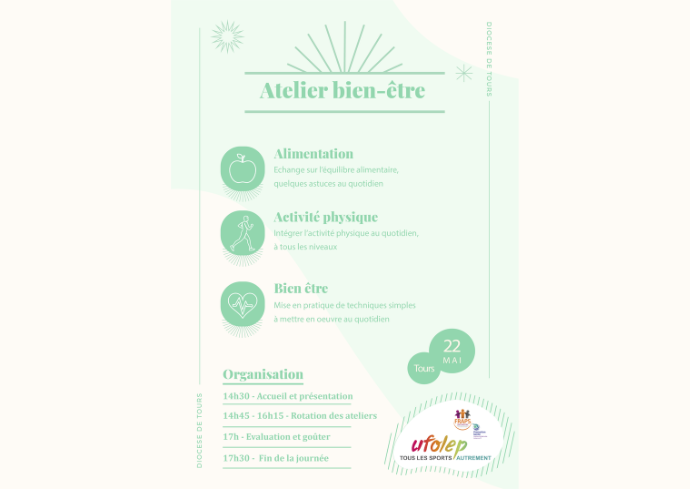 DIOCESE DE TOURS
Atelier bien-être
Alimentation
Echange sur l'équilibre alimentaire,
quelques astuces au quotidien
Activité physique
Intégrer l'activité physique au quotidien,
à tous les niveaux
Bien être
Mise en pratique de techniques simples
à mettre en oeuvre au quotidien
22
MAI
Tours
Organisation
14h30 - Accueil et présentation
14h45 - 16h15 - Rotation des ateliers
17h - Evaluation et goûter
17h30 - Fin de la journée
DIOCESE DE TOURS
FRAPS
ufolep
TOUS LES SPORTS AUTREMENT